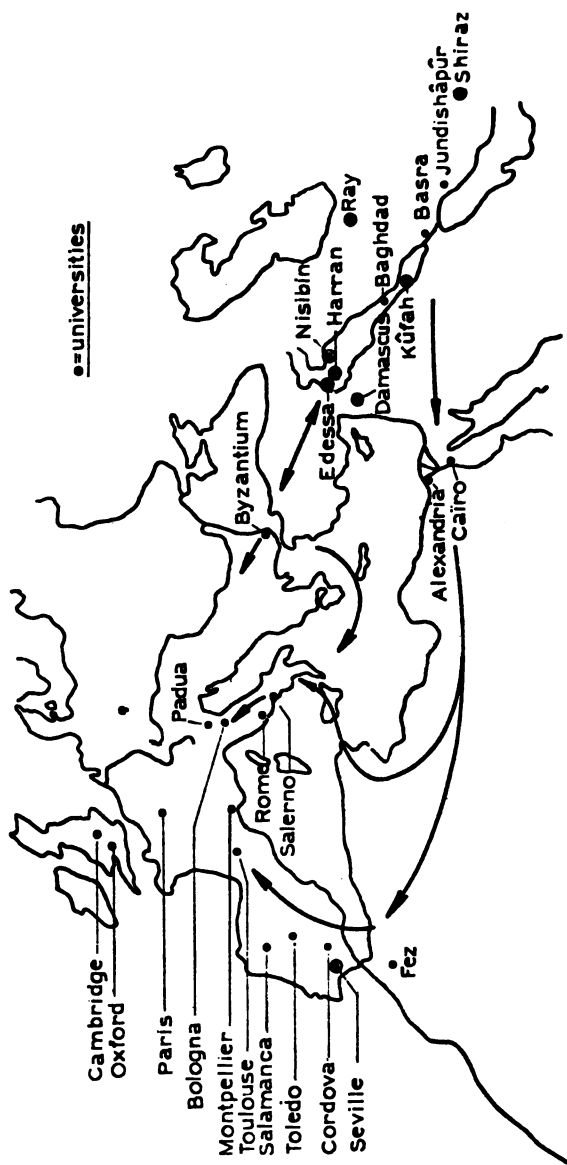 ●=universities
Cambridge
Oxford
Paris
Bologna
Montpellier
Toulouse
Salamanca
Toledo
Cordova
Seville
Fez
Padua
Rome
Salerno
Byzantium
Edessa
Nisibin
Harran
Damascus
Baghdad
Kûfah
Basra
Ray
Jundishâpûr
Shiraz
Alexandria
Caïro